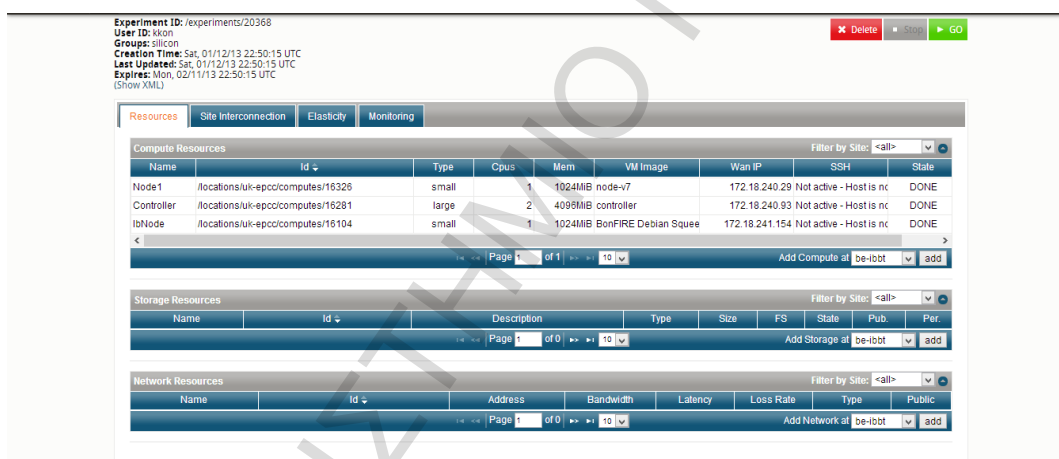 Experiment ID: /experiments/20368
User ID: kkon
Groups: silicon
Creation Time: Sat, 01/12/13 22:50:15 UTC
Last Updated: Sat, 01/12/13 22:50:15 UTC
Expires: Mon, 02/11/13 22:50:15 UTC
(Show XML)
Delete Stop GO
Resources Site Interconnection Elasticity Monitoring
Compute Resources Filter by Site: <all>
Name Id Type Cpus Mem VM Image Wan IP SSH State
Node1 /locations/uk-epcc/computes/16326 small 1 1024MiB node-v7 172.18.240.29 Not active - Host is nc DONE
Controller /locations/uk-epcc/computes/16281 large 2 4096MiB controller 172.18.240.93 Not active - Host is nc DONE
lbNode /locations/uk-epcc/computes/16104 small 1 1024MiB BonFIRE Debian Squee 172.18.241.154 Not active - Host is nc DONE
Page 1 of 1 10 Add Compute at be-ibbt add
Storage Resources Filter by Site: <all>
Name Id Description Type Size FS State Pub. Per.
Page 1 of 0 10 Add Storage at be-ibbt add
Network Resources Filter by Site: <all>
Name Id Address Bandwidth Latency Loss Rate Type Public
Page 1 of 0 10 Add Network at be-ibbt add